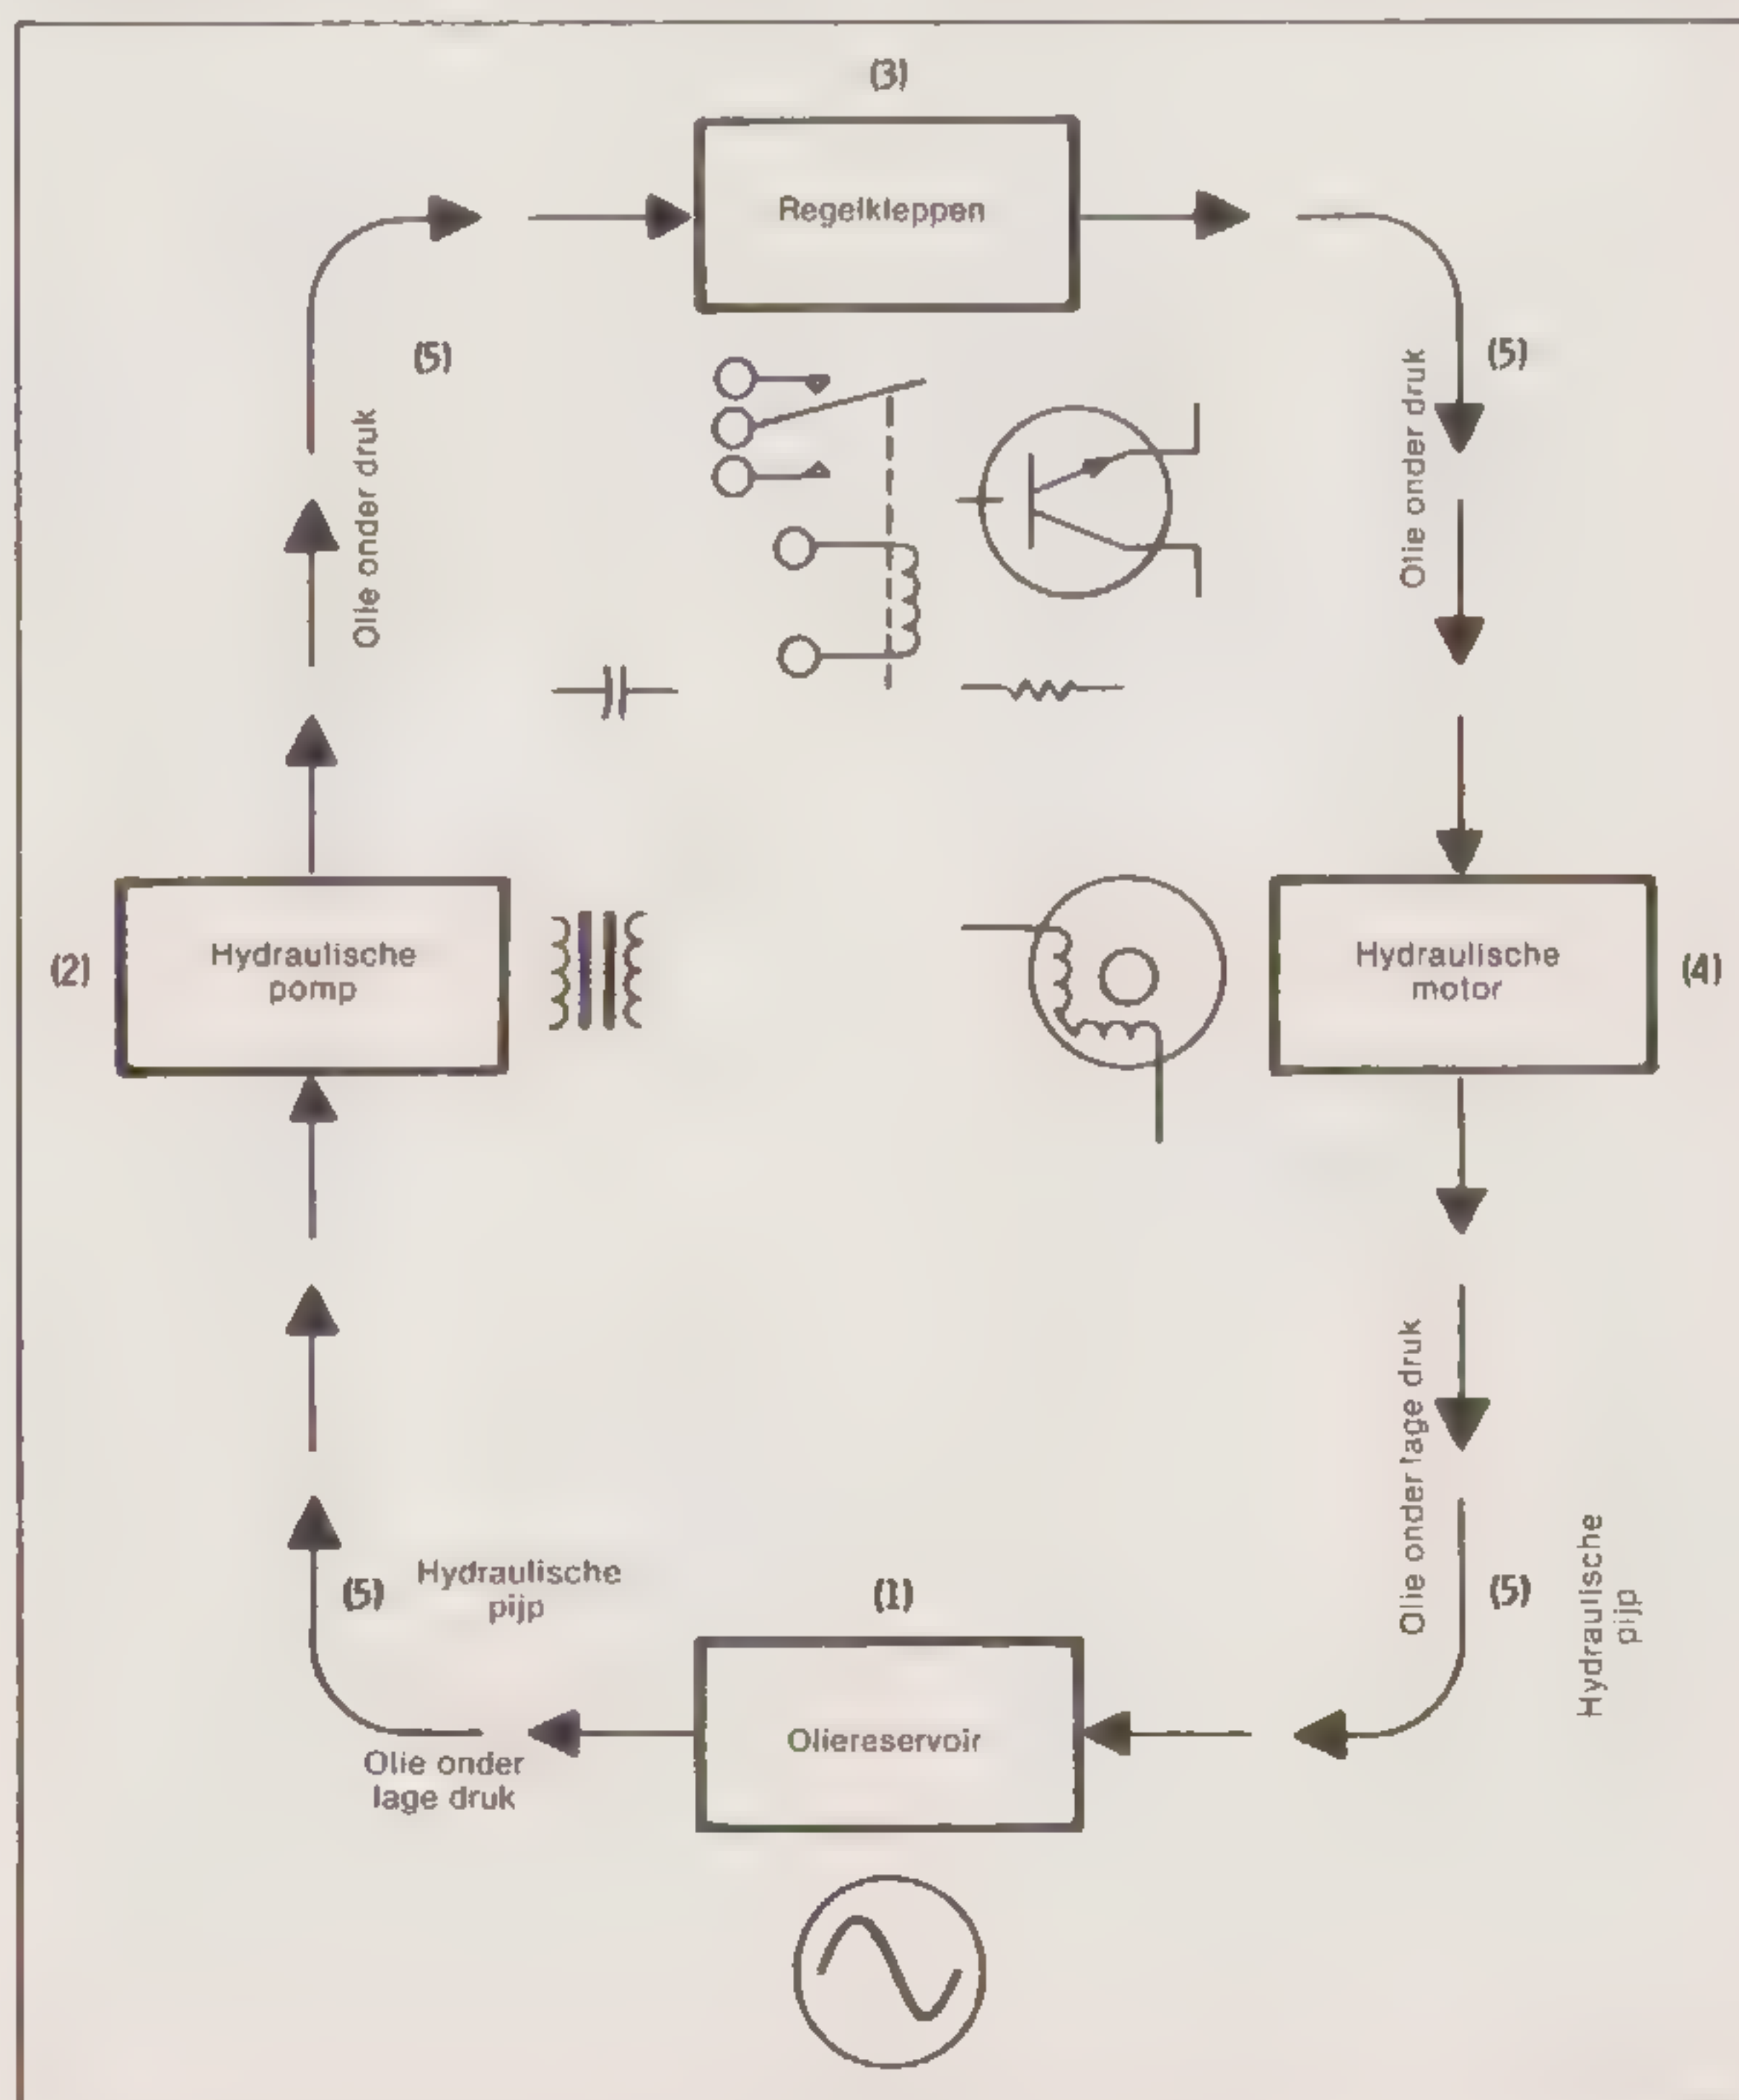 (3)
Regelkleppen
(5)
Olie onder druk
(5)
Olie onder druk
(2)
Hydraulische
pomp
Hydraulische
motor
(4)
(5)
Hydraulische
pijp
Olie onder
lage druk
(1)
Oliereservoir
Olie onder lage druk
(5)
Hydraulische
pijp